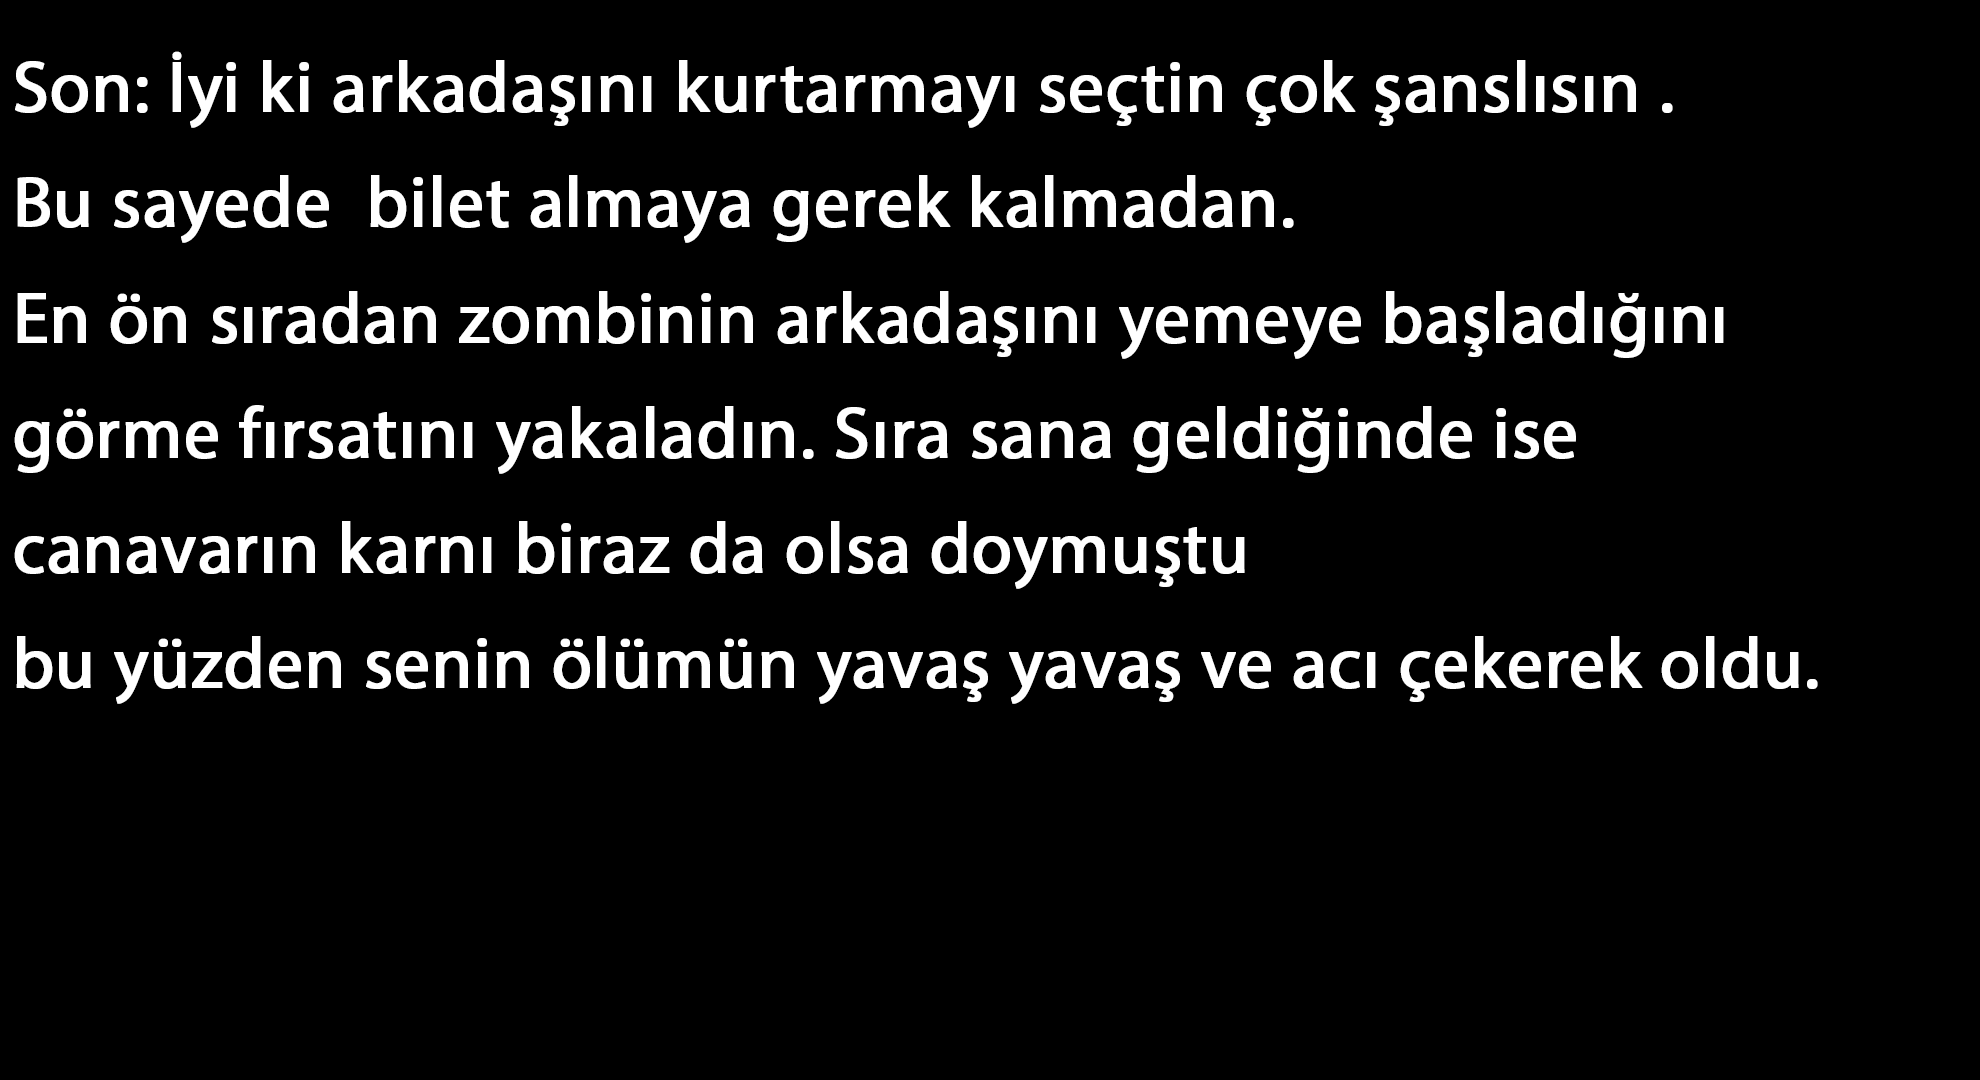 Son: İyi ki arkadaşını kurtarmayı seçtin çok şanslısın .
Bu sayede  bilet almaya gerek kalmadan.
En ön sıradan zombinin arkadaşını yemeye başladığını
görme fırsatını yakaladın. Sıra sana geldiğinde ise
canavarın karnı biraz da olsa doymuştu
bu yüzden senin ölümün yavaş yavaş ve acı çekerek oldu.